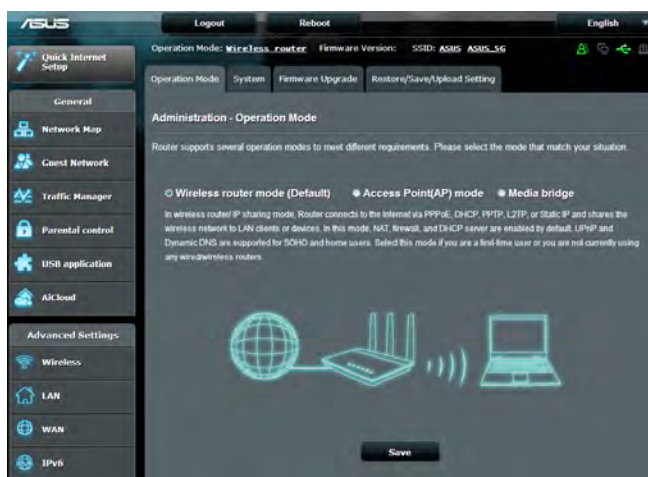 ASUS
Logout
Reboot
English
Quick Internet
Setup
Operation Mode: Wireless router Firmware Version: SSID: ASUS ASUS_5G
Operation Mode
System
Firmware Upgrade
Restore/Save/Upload Setting
General
Network Map
Guest Network
Traffic Manager
Parental control
USB application
AiCloud
Advanced Settings
Wireless
LAN
WAN
IPv6
Administration - Operation Mode
Router supports several operation modes to meet different requirements. Please select the mode that match your situation.
Wireless router mode (Default)
Access Point(AP) mode
Media bridge
In wireless router/ IP sharing mode, Router connects to the Internet via PPPoE, DHCP, PPTP, L2TP, or Static IP and shares the
wireless network to LAN clients or devices. In this mode, NAT, firewall, and DHCP server are enabled by default. UPnP and
Dynamic DNS are supported for SOHO and home users. Select this mode if you are a first-time user or you are not currently using
any wired/wireless routers.
Save